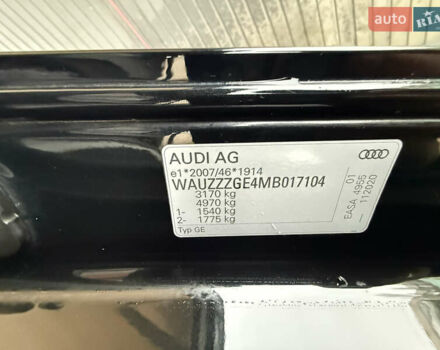 auto RIA
AUDI AG
e1*2007/46*1914
WAUZZZGE4MB017104
3170 kg
4970 kg
1- 1540 kg
2- 1775 kg
Typ GE
EASA 4956 01
112020